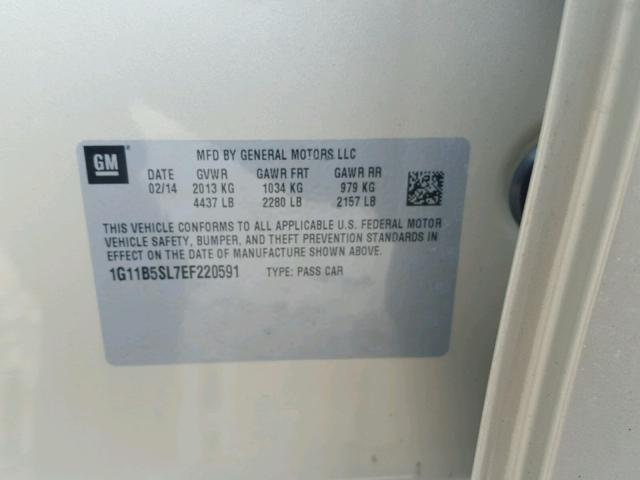 GM
MFD BY GENERAL MOTORS LLC
DATE GVWR GAWR FRT GAWR RR
02/14 2013 KG 1034 KG 979 KG
4437 LB 2280 LB 2157 LB
THIS VEHICLE CONFORMS TO ALL APPLICABLE U.S. FEDERAL MOTOR
VEHICLE SAFETY, BUMPER, AND THEFT PREVENTION STANDARDS IN
EFFECT ON THE DATE OF MANUFACTURE SHOWN ABOVE.
1G11B5SL7EF220591 TYPE: PASS CAR